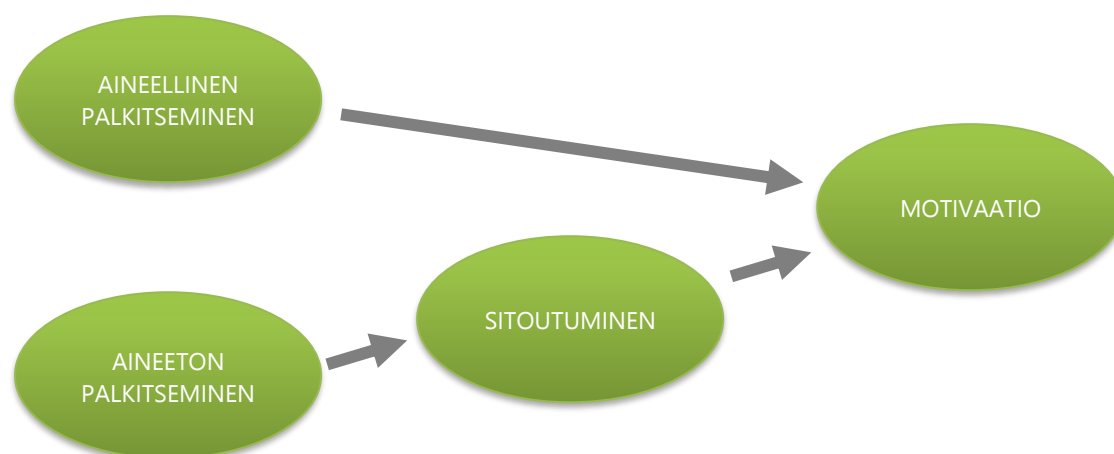 AINEELLINEN
PALKITSEMINEN
MOTIVAATIO
SITOUTUMINEN
AINEETON
PALKITSEMINEN